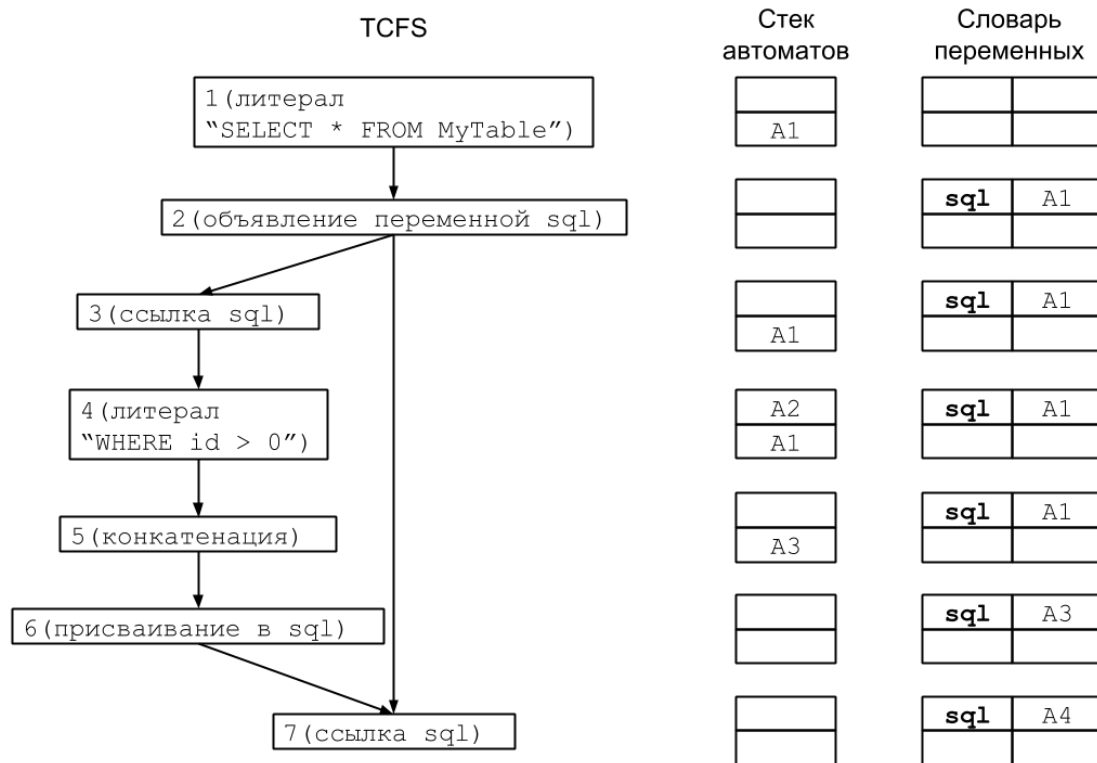 TCFS
Стек
автоматов
Словарь
переменных
1(литерал
“SELECT * FROM MyTable”)
A1
2(объявление переменной sql)
sql A1
3(ссылка sql)
sql A1
A1
4(литерал
“WHERE id > 0”)
A2
A1
sql A1
5(конкатенация)
sql A1
A3
6(присваивание в sql)
sql A3
7(ссылка sql)
sql A4